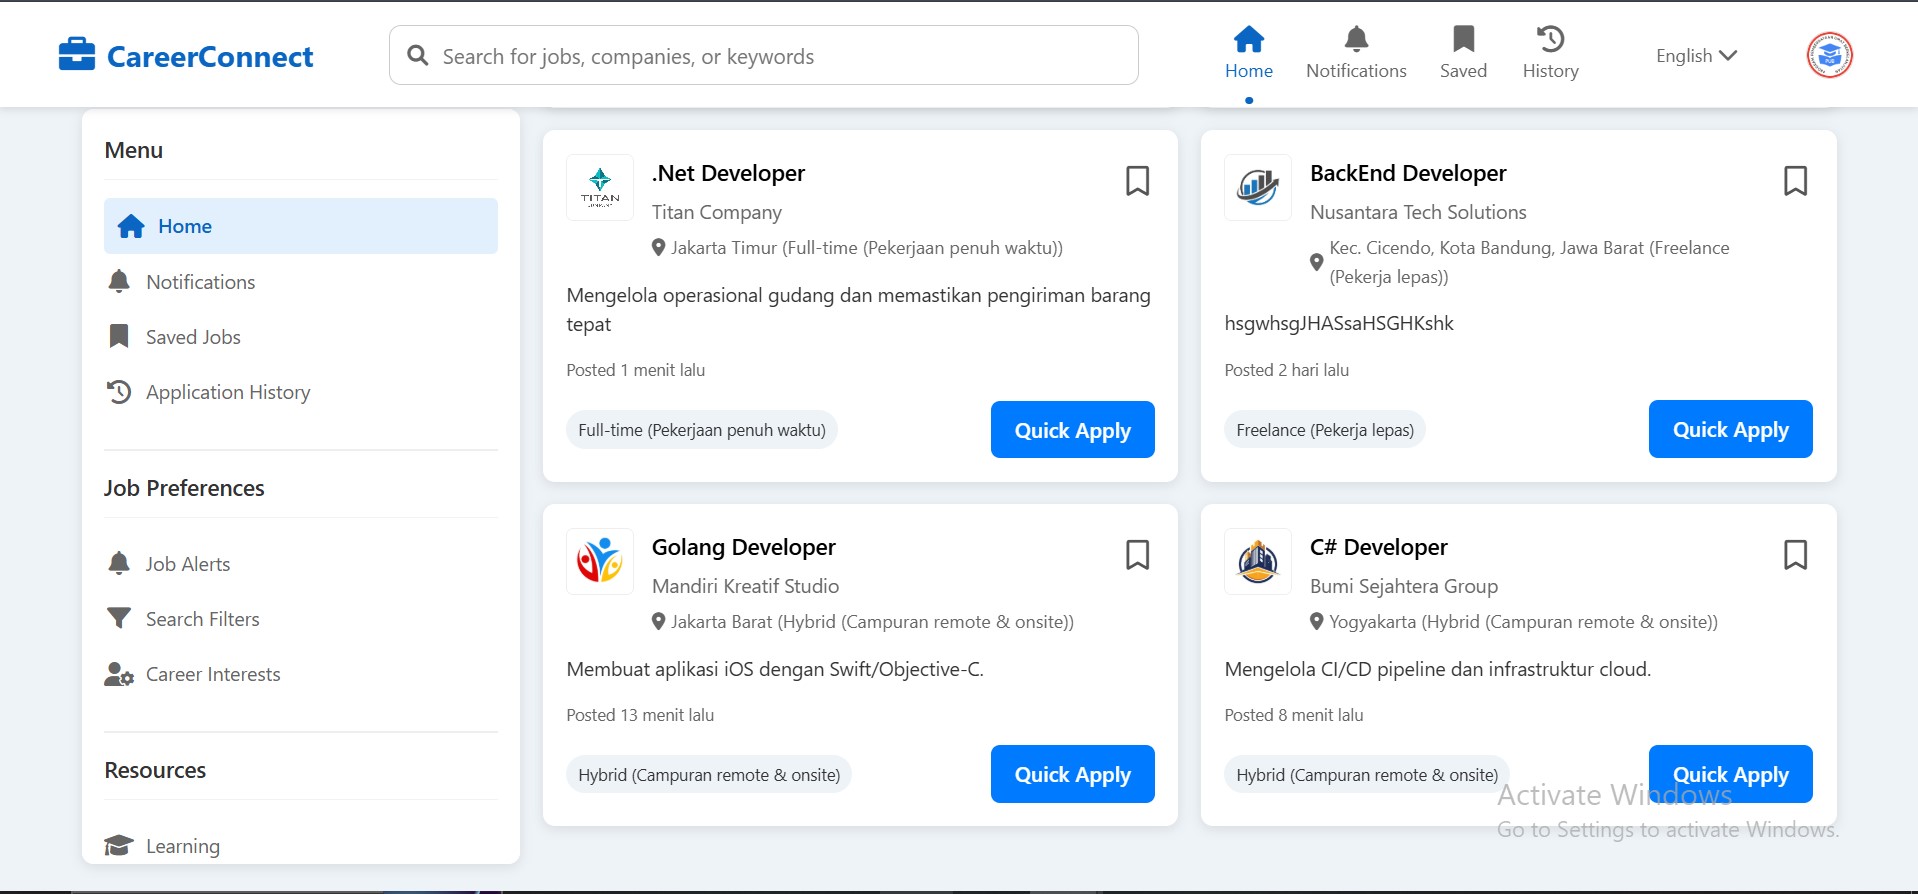 CareerConnect
Search for jobs, companies, or keywords
Home
Notifications
Saved
History
English
Menu
Home
Notifications
Saved Jobs
Application History
Job Preferences
Job Alerts
Search Filters
Career Interests
Resources
Learning
TITAN
.Net Developer
Titan Company
Jakarta Timur (Full-time (Pekerjaan penuh waktu))
Mengelola operasional gudang dan memastikan pengiriman barang
tepat
Posted 1 menit lalu
Full-time (Pekerjaan penuh waktu)
Quick Apply
BackEnd Developer
Nusantara Tech Solutions
Kec. Cicendo, Kota Bandung, Jawa Barat (Freelance
(Pekerja lepas))
hsgwhsgJHASsaHSGHKshk
Posted 2 hari lalu
Freelance (Pekerja lepas)
Quick Apply
Golang Developer
Mandiri Kreatif Studio
Jakarta Barat (Hybrid (Campuran remote & onsite))
Membuat aplikasi iOS dengan Swift/Objective-C.
Posted 13 menit lalu
Hybrid (Campuran remote & onsite)
Quick Apply
C# Developer
Bumi Sejahtera Group
Yogyakarta (Hybrid (Campuran remote & onsite))
Mengelola CI/CD pipeline dan infrastruktur cloud.
Posted 8 menit lalu
Hybrid (Campuran remote & onsite)
Quick Apply
Activate Windows
Go to Settings to activate Windows.